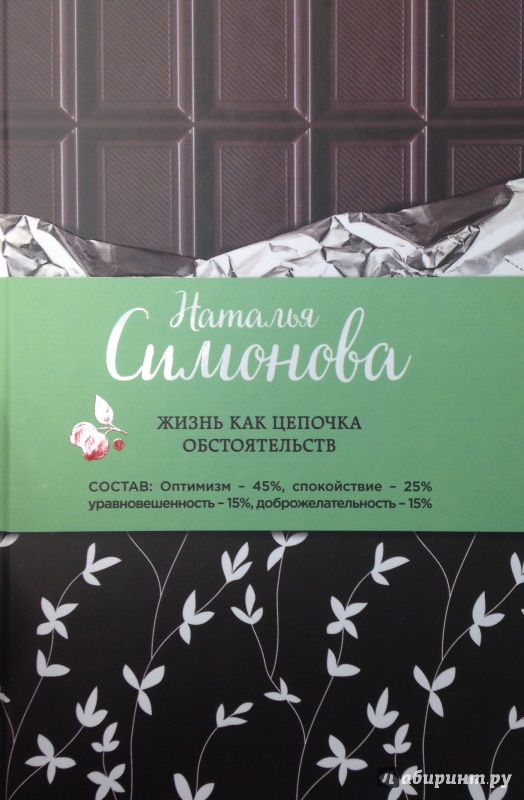 Наталья
Симонова
ЖИЗНЬ КАК ЦЕПОЧКА
ОБСТОЯТЕЛЬСТВ
СОСТАВ: Оптимизм – 45%, спокойствие – 25%
уравновешенность – 15%, доброжелательность – 15%
Лабиринт.ру